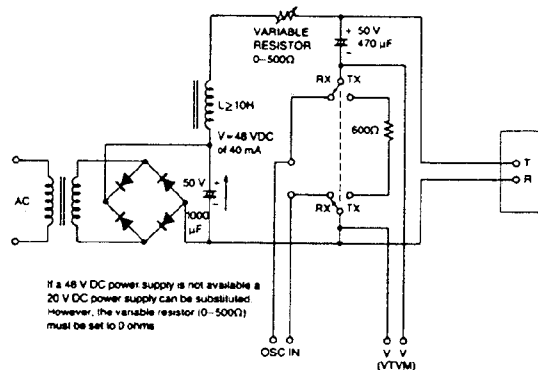 VARIABLE
RESISTOR
0–500Ω
+ 50 V
470 µF
−
RX
TX
L≥10H
V=48 VDC
of 40 mA
600Ω
AC
50 V
+
−
1000
µF
RX
TX
T
R
If a 48 V DC power supply is not available a
20 V DC power supply can be substituted.
However, the variable resistor (0–500Ω)
must be set to 0 ohms
OSC IN
V
V
(VTVM)